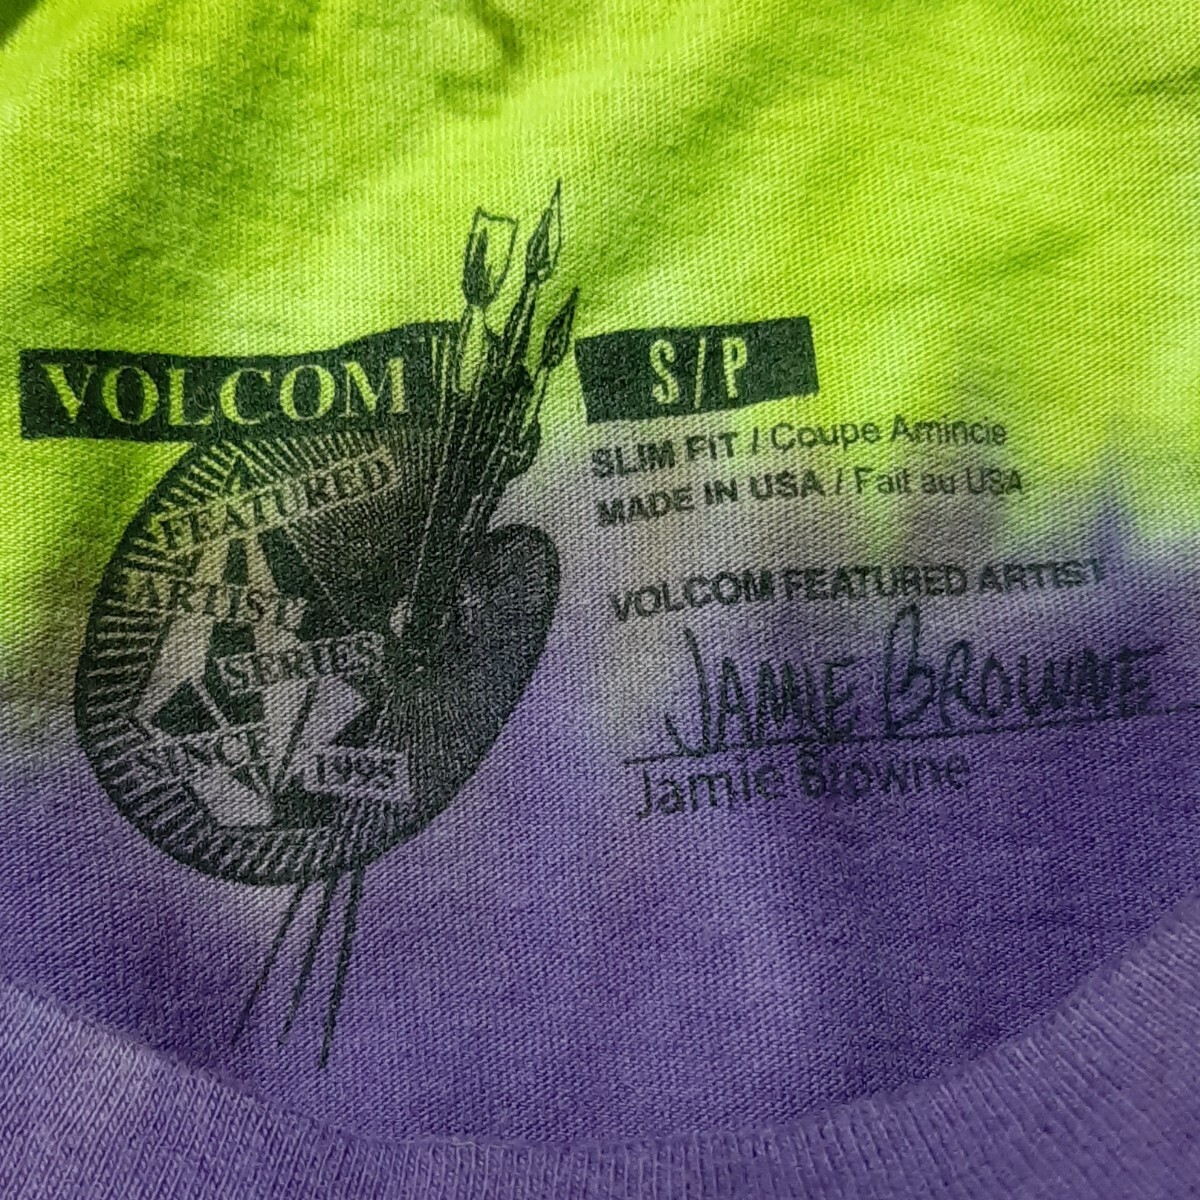 VOLCOM
FEATURED
ARTIST
SERIES
SINCE 1995
S/P
SLIM FIT / Coupe Amincie
MADE IN USA / Fait au USA
VOLCOM FEATURED ARTIST
JAMIE BROWNE
Jamie Browne